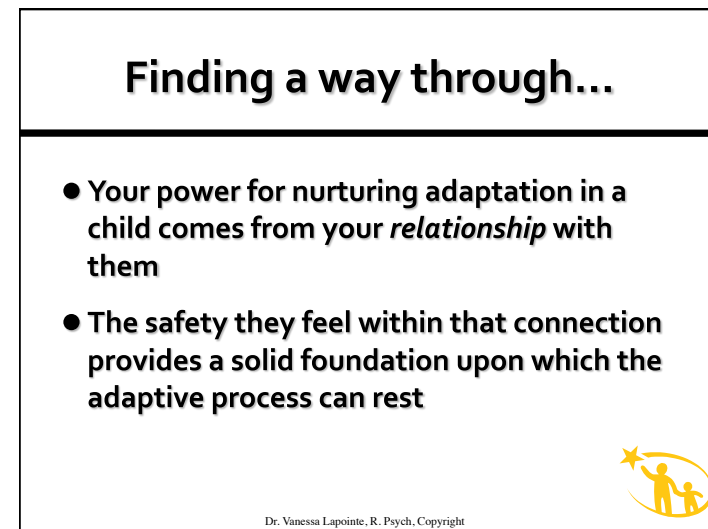 Finding a way through...
● Your power for nurturing adaptation in a
child comes from your relationship with
them
● The safety they feel within that connection
provides a solid foundation upon which the
adaptive process can rest
Dr. Vanessa Lapointe, R. Psych, Copyright